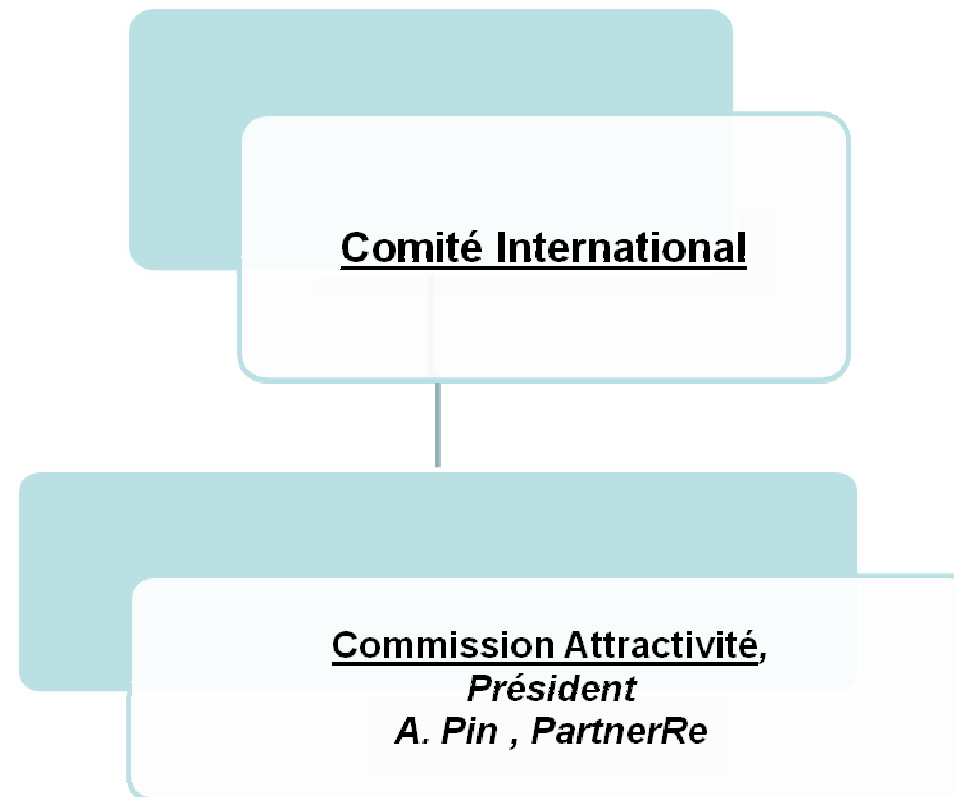 Comité International
Commission Attractivité,
Président
A. Pin , PartnerRe